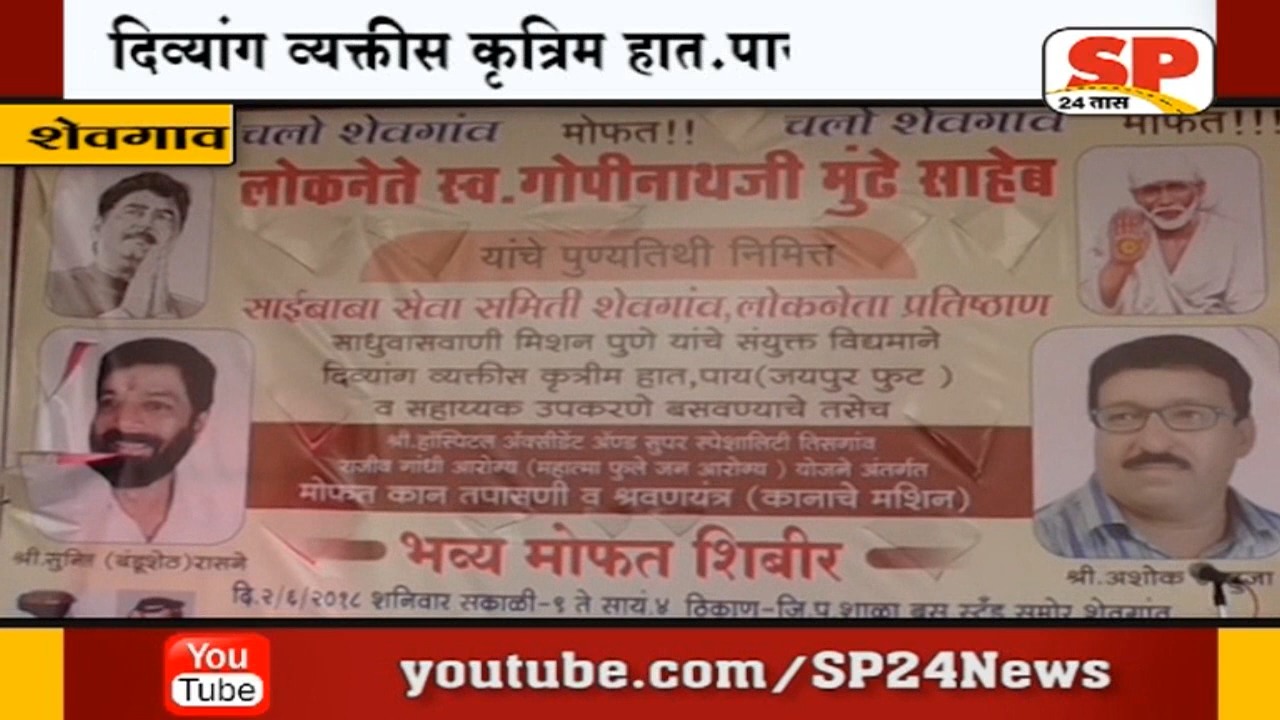 दिव्यांग व्यक्तीस कृत्रिम हात.पाय
SP
24 तास
शेवगाव
चलो शेवगांव मोफत!! चलो शेवगाव मोफत!!!
लोकनेते स्व.गोपीनाथजी मुंढे साहेब
यांचे पुण्यतिथी निमित्त
साईबाबा सेवा समिती शेवगांव,लोकनेता प्रतिष्ठाण
साधुवासवाणी मिशन पुणे यांचे संयुक्त विद्यमाने
दिव्यांग व्यक्तीस कृत्रीम हात,पाय(जयपुर फुट )
व सहाय्यक उपकरणे बसवण्याचे तसेच
श्री.हॉस्पिटल ॲक्सीडेंट ॲण्ड सुपर स्पेशालिटी तिसगांव,
राजीव गांधी आरोग्य (महात्मा फुले जन आरोग्य ) योजने अंतर्गत
मोफत कान तपासणी व श्रवणयंत्र (कानाचे मशिन)
भव्य मोफत शिबीर
श्री.सुनिल (बंडूशेठ)रासने
श्री.अशोक
दि.२/६/२०१८ शनिवार सकाळी-९ ते सायं.४ ठिकाण-जि.प.शाळा बस स्टँड समोर शेवगांव
You
Tube
youtube.com/SP24News